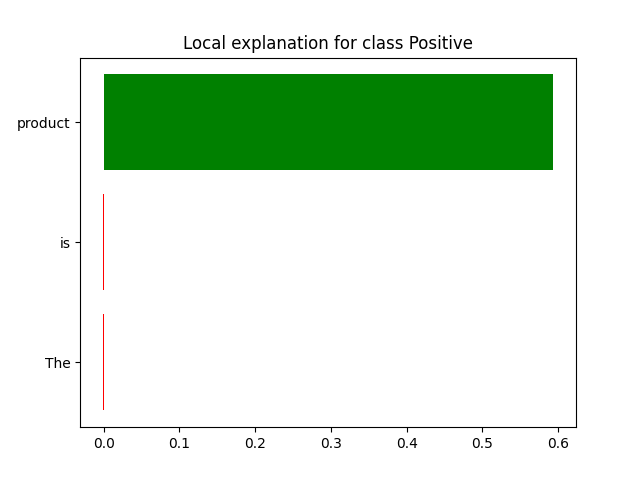 Local explanation for class Positive
product
is
The
0.0 0.1 0.2 0.3 0.4 0.5 0.6